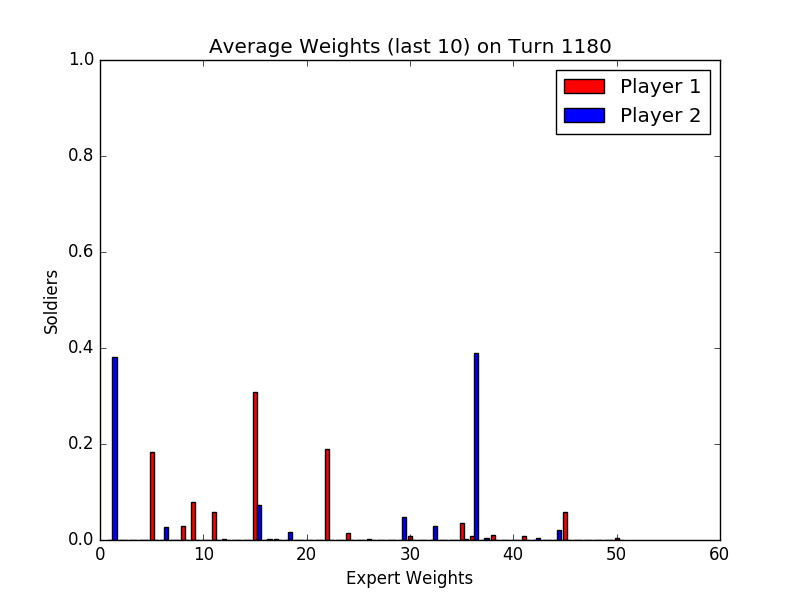 Average Weights (last 10) on Turn 1180
1.0
Player 1
Player 2
0.8
0.6
Soldiers
0.4
0.2
0.0
0 10 20 30 40 50 60
Expert Weights